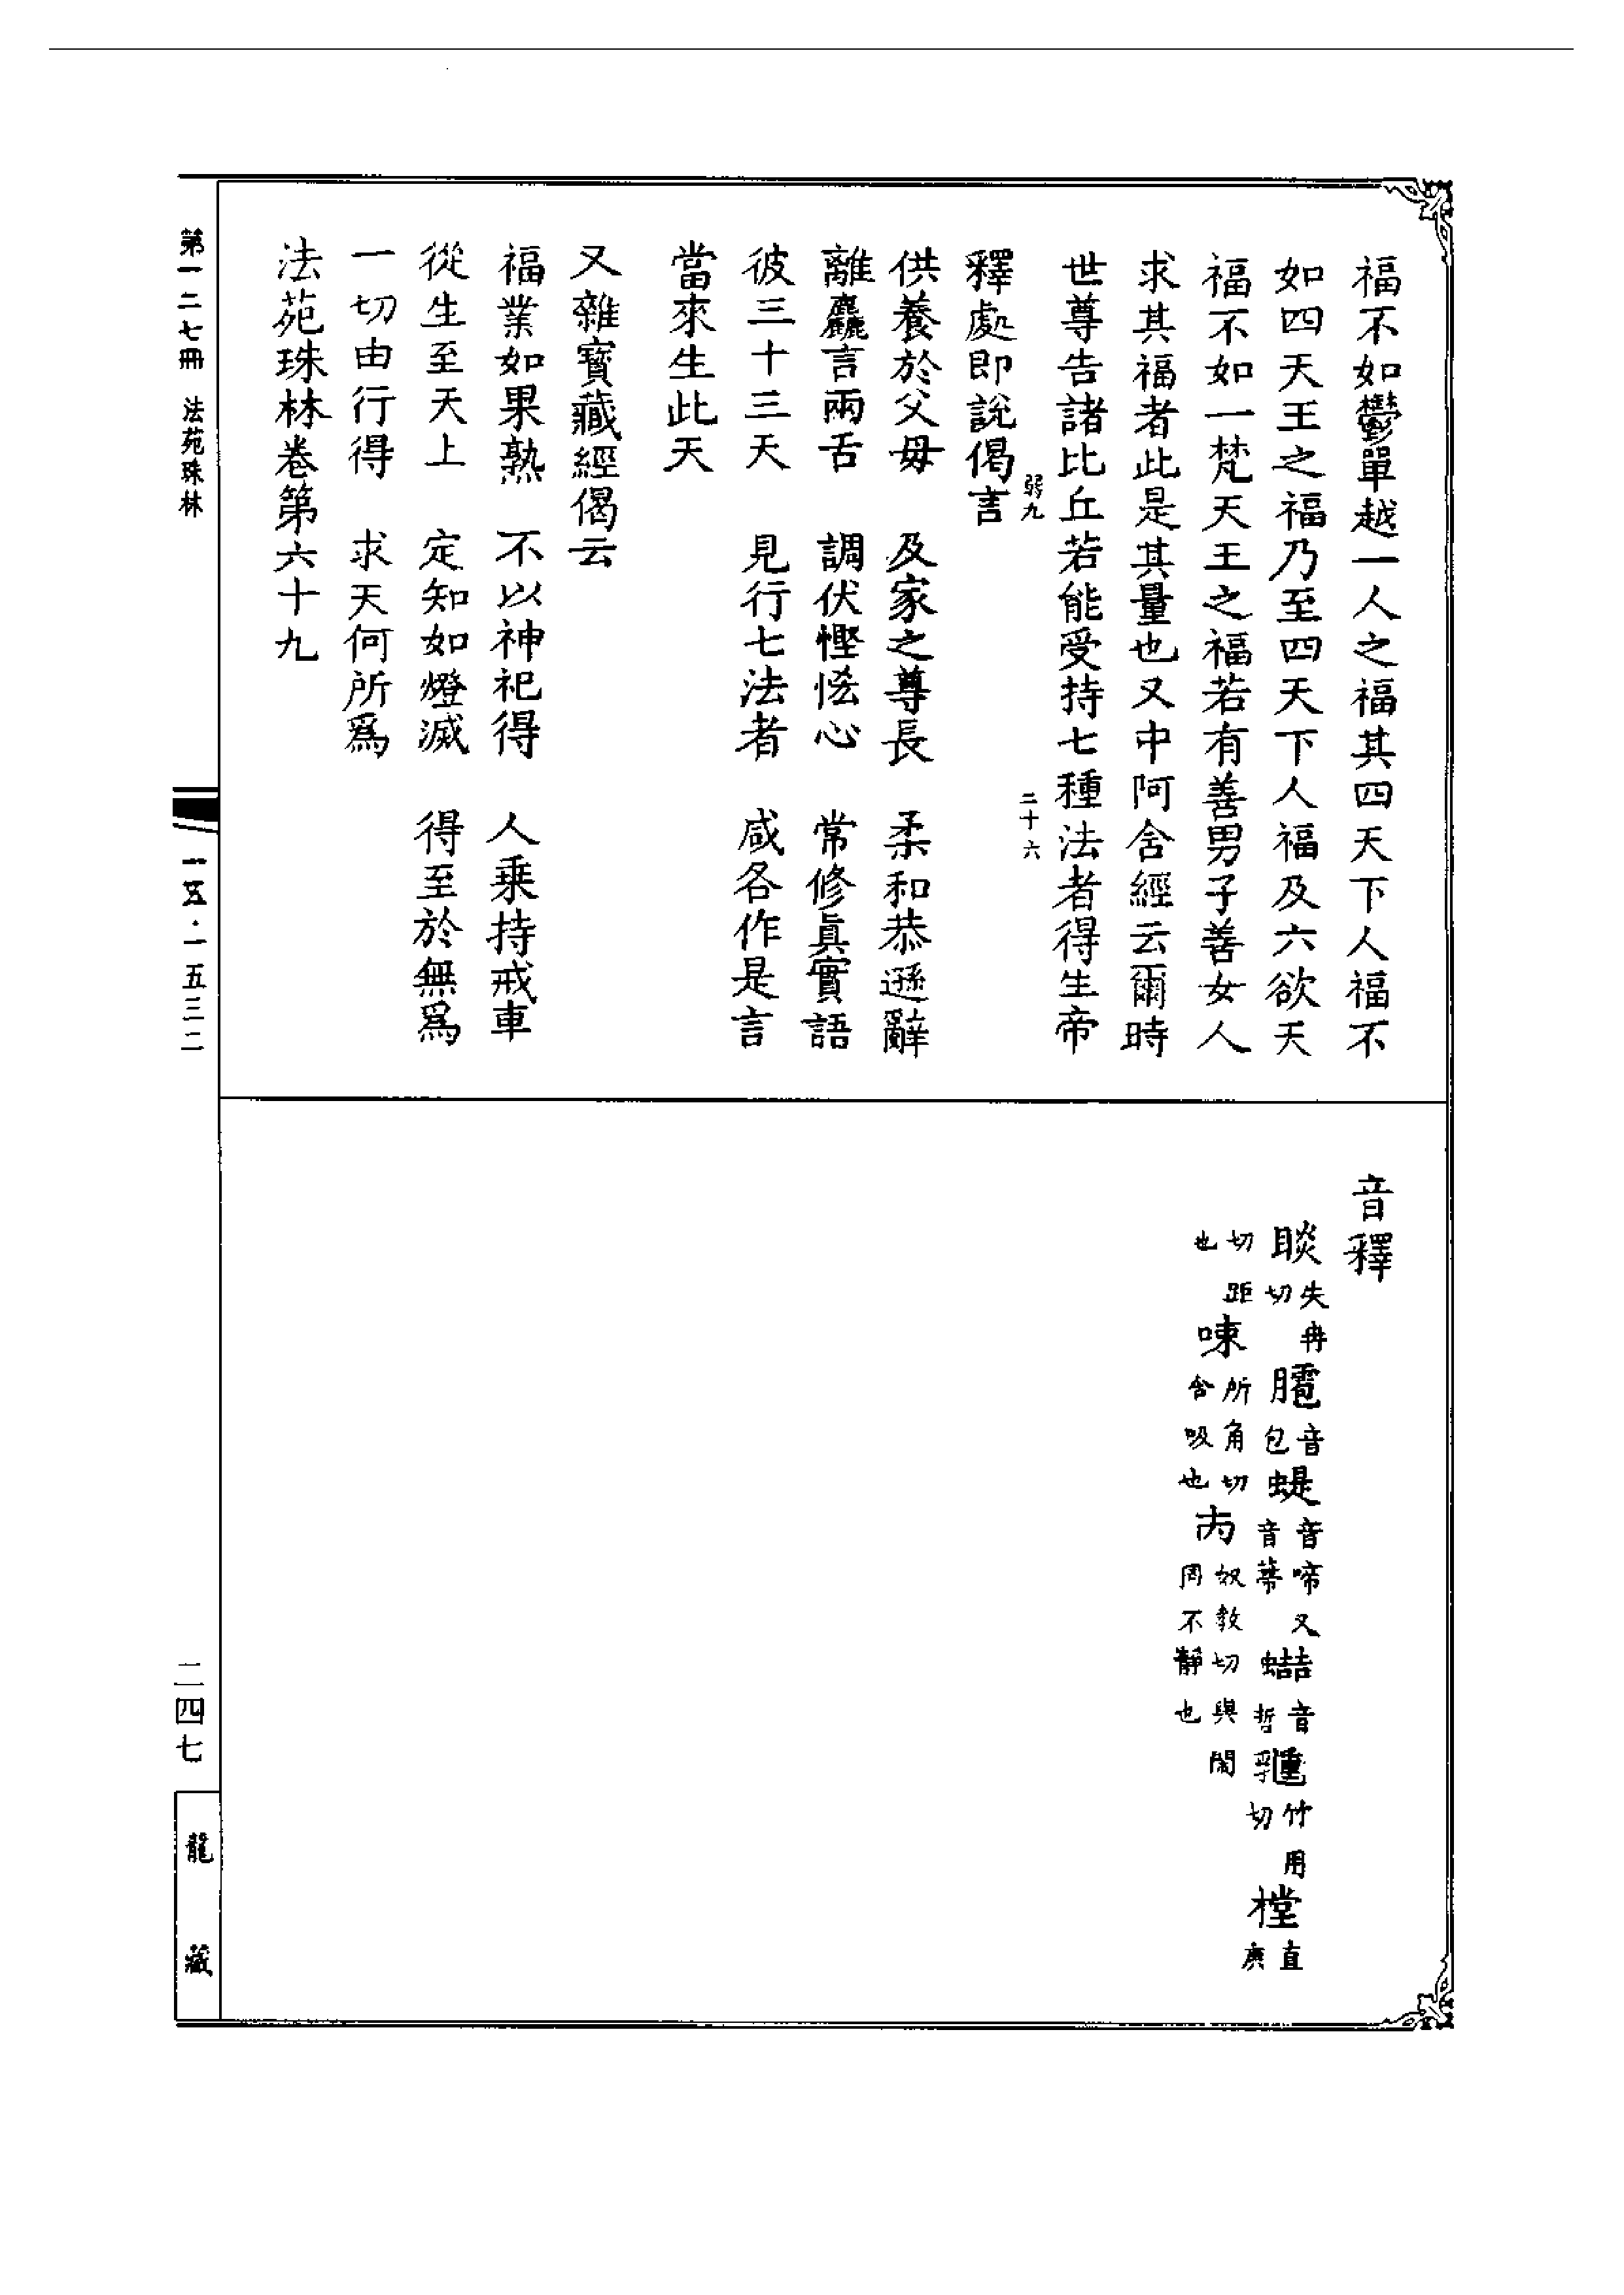 福不如鬱單越一人之福其四天下人福不
如四天王之福乃至四天下人福及六欲天
福不如一梵天王之福若有善男子善女人
求其福者此是其量也又中阿含經云爾時
世尊告諸比丘若能受持七種法者得生帝
弱九　二十六
釋處即說偈言
供養於父母　及家之尊長　柔和恭遜辭
離麤言兩舌　調伏慳悋心　常修眞實語
彼三十三天　見行七法者　咸各作是言
當來生此天
又雜寶藏經偈云
福業如果熟　不以神祀得　人乗持戒車
從生至天上　定知如燈滅　得至於無爲
一切由行得　求天何所爲
法苑珠林卷第六十九
音釋
睒失冉切　音包　蝭音啼又音帶　蛣音哲　湩竹用切　樘直庚
切距也　㖦所角切含吸也　丙奴教切與閙同不靜也
第一二七冊　法苑珠林
一五·一五三二
二四七
龍藏